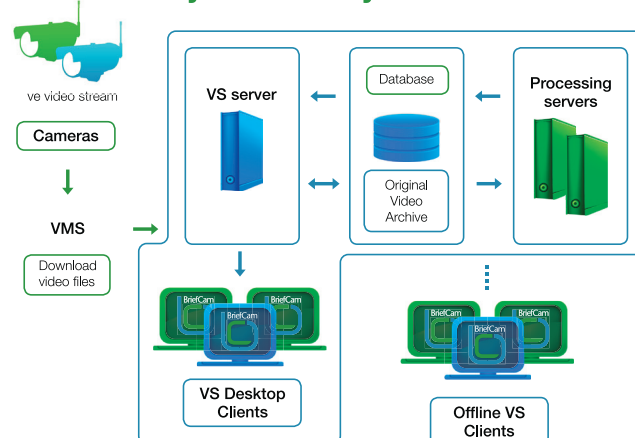 ve video stream
Cameras
VMS
Download
video files
VS server
Database
Original
Video
Archive
Processing
servers
BriefCam
BriefCam
BriefCam
VS Desktop
Clients
BriefCam
BriefCam
BriefCam
Offline VS
Clients